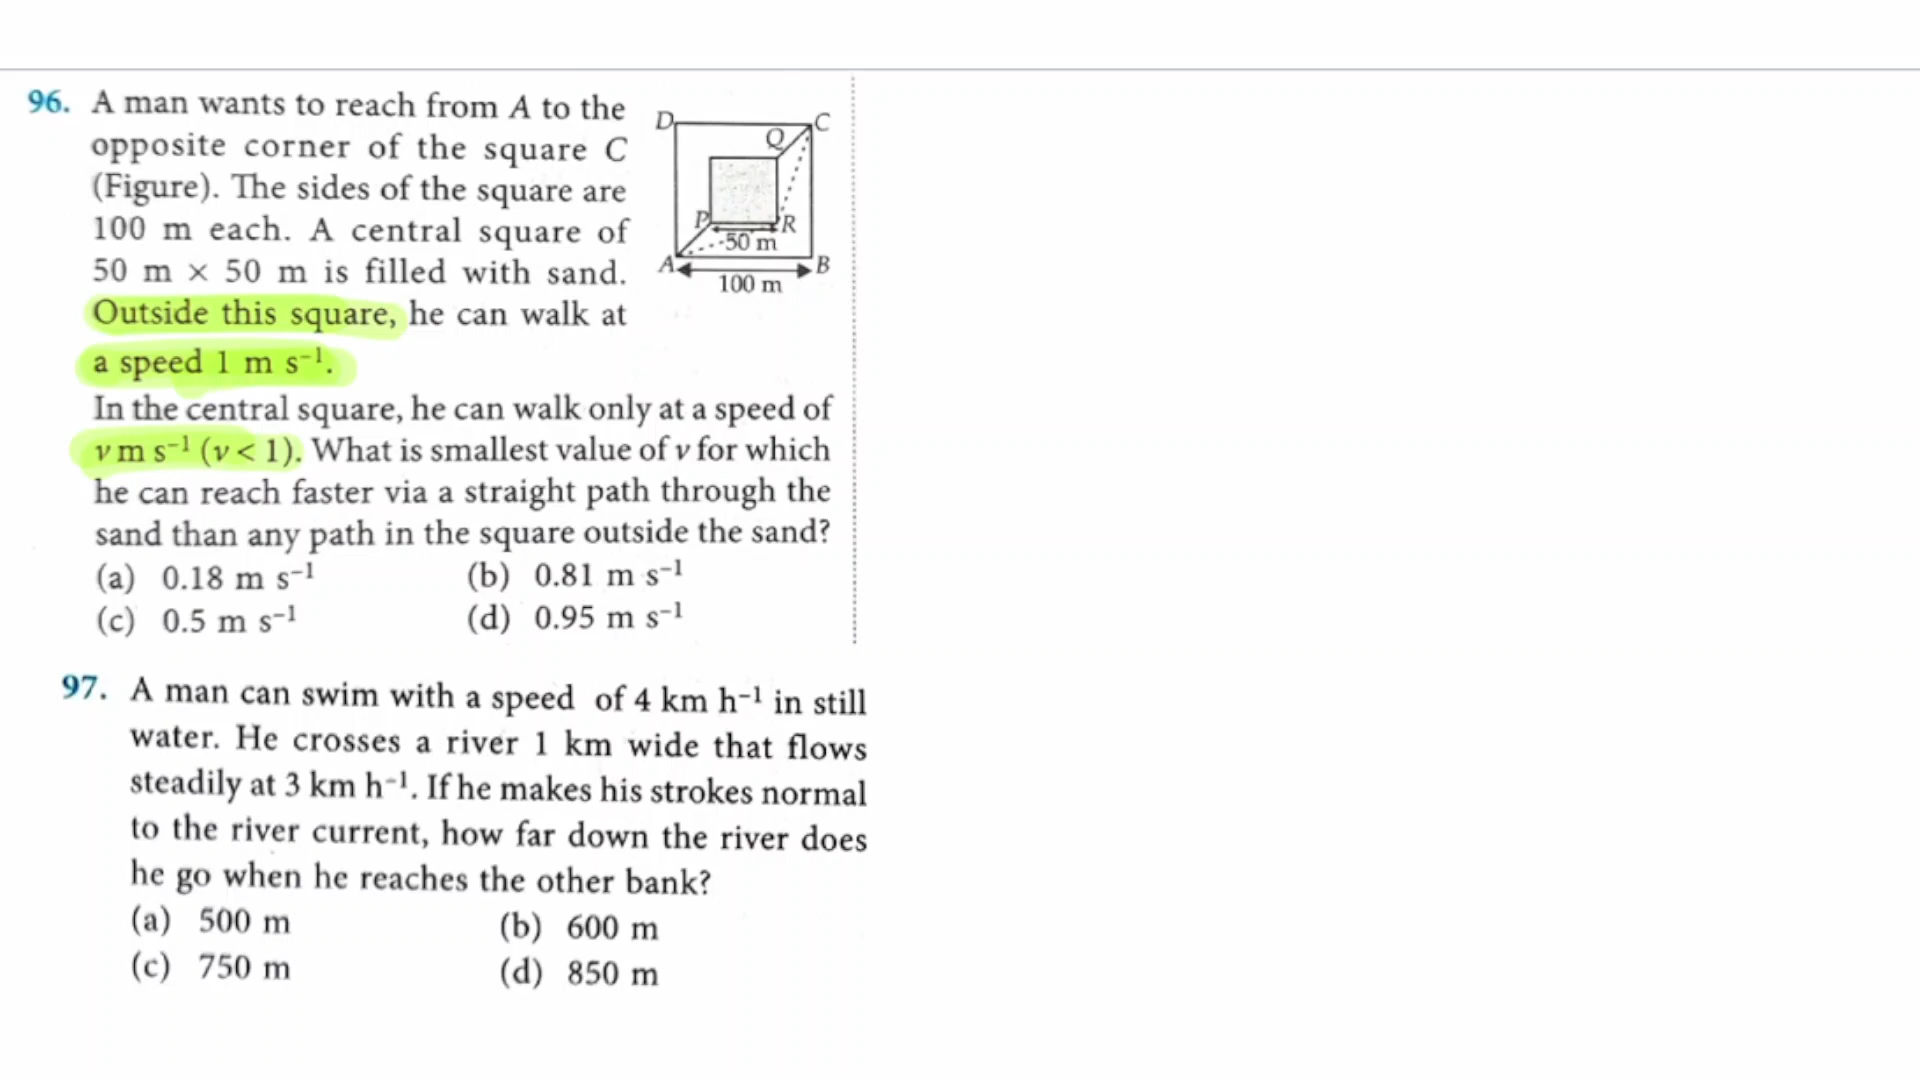 96. A man wants to reach from A to the
opposite corner of the square C
(Figure). The sides of the square are
100 m each. A central square of
50 m × 50 m is filled with sand.
Outside this square, he can walk at
a speed 1 m s⁻¹.
D
C
Q
P
R
50 m
A
B
100 m
In the central square, he can walk only at a speed of
v m s⁻¹ (v < 1). What is smallest value of v for which
he can reach faster via a straight path through the
sand than any path in the square outside the sand?
(a) 0.18 m s⁻¹ (b) 0.81 m s⁻¹
(c) 0.5 m s⁻¹ (d) 0.95 m s⁻¹
97. A man can swim with a speed of 4 km h⁻¹ in still
water. He crosses a river 1 km wide that flows
steadily at 3 km h⁻¹. If he makes his strokes normal
to the river current, how far down the river does
he go when he reaches the other bank?
(a) 500 m (b) 600 m
(c) 750 m (d) 850 m